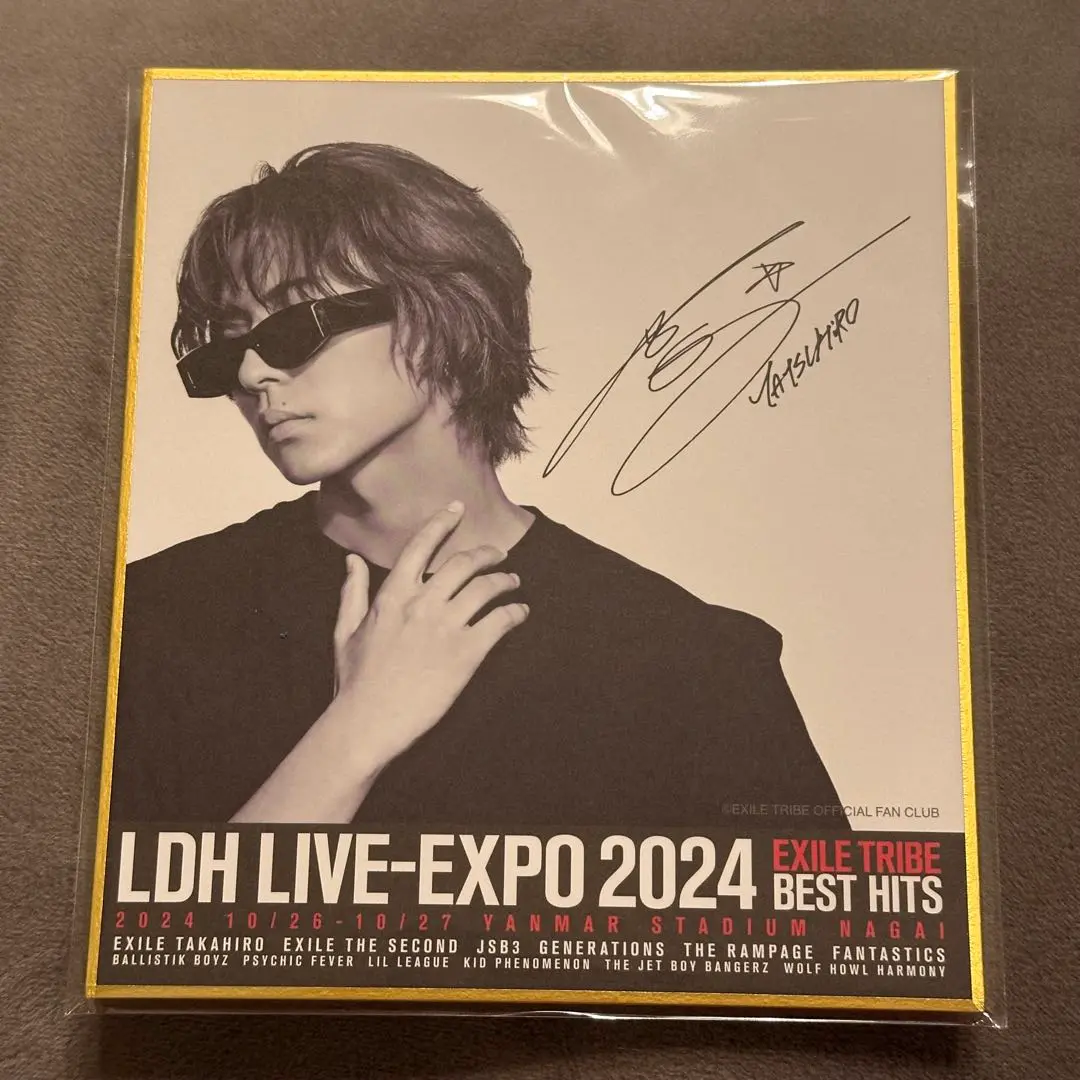 TATSUHIRO
©EXILE TRIBE OFFICIAL FAN CLUB
LDH LIVE-EXPO 2024 EXILE TRIBE BEST HITS
2024 10/26-10/27 YANMAR STADIUM NAGAI
EXILE TAKAHIRO EXILE THE SECOND JSB3 GENERATIONS THE RAMPAGE FANTASTICS
BALLISTIK BOYZ PSYCHIC FEVER LIL LEAGUE KID PHENOMENON THE JET BOY BANGERZ WOLF HOWL HARMONY